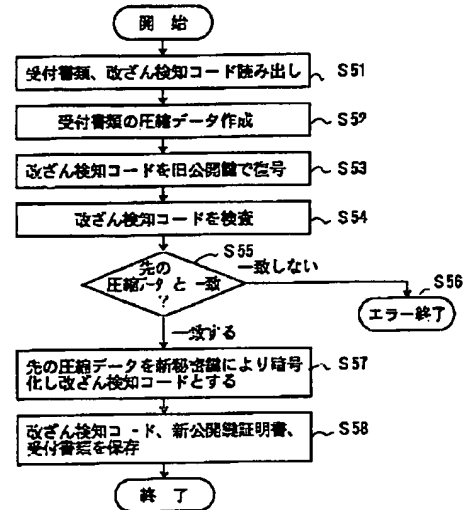 開 始
受付書類、改ざん検知コード読み出し
S51
受付書類の圧縮データ作成
S52
改ざん検知コードを旧公開鍵で復号
S53
改ざん検知コードを検査
S54
S55
先の
圧縮データ と 一致
?
一致しない
S56
エラー終了
一致する
先の圧縮データを新秘密鍵により暗号
化し改ざん検知コードとする
S57
改ざん検知コード、新公開鍵証明書、
受付書類を保存
S58
終 了